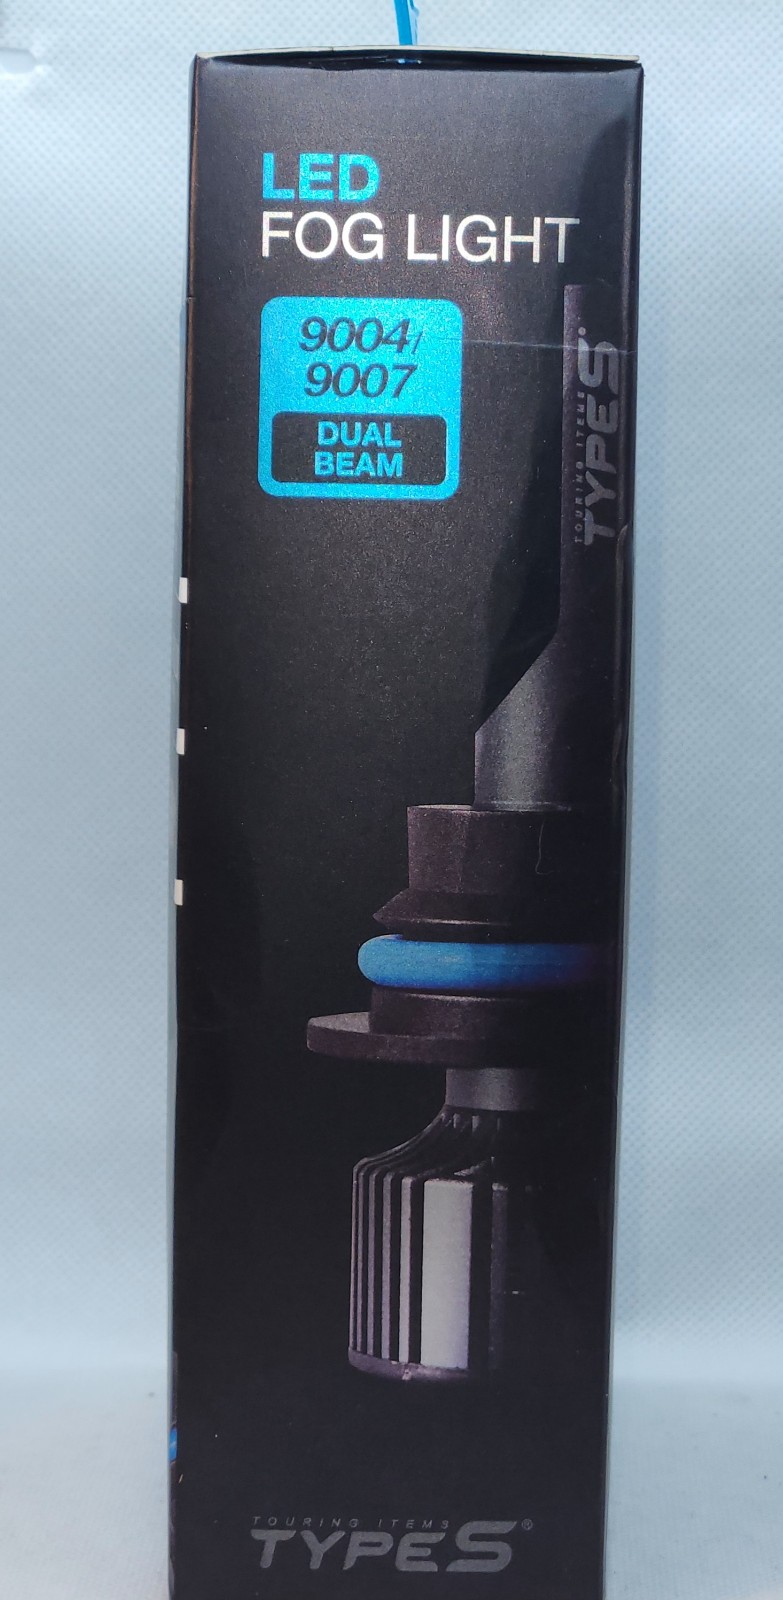 LED
FOG LIGHT
9004/
9007
DUAL
BEAM
TOURING ITEMS
TYPES®
TOURING ITEMS
TYPES®